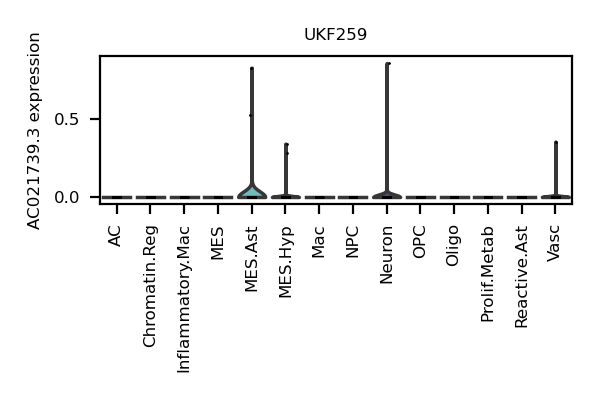 UKF259
AC021739.3 expression
0.5
0.0
AC
Chromatin.Reg
Inflammatory.Mac
MES
MES.Ast
MES.Hyp
Mac
NPC
Neuron
OPC
Oligo
Prolif.Metab
Reactive.Ast
Vasc